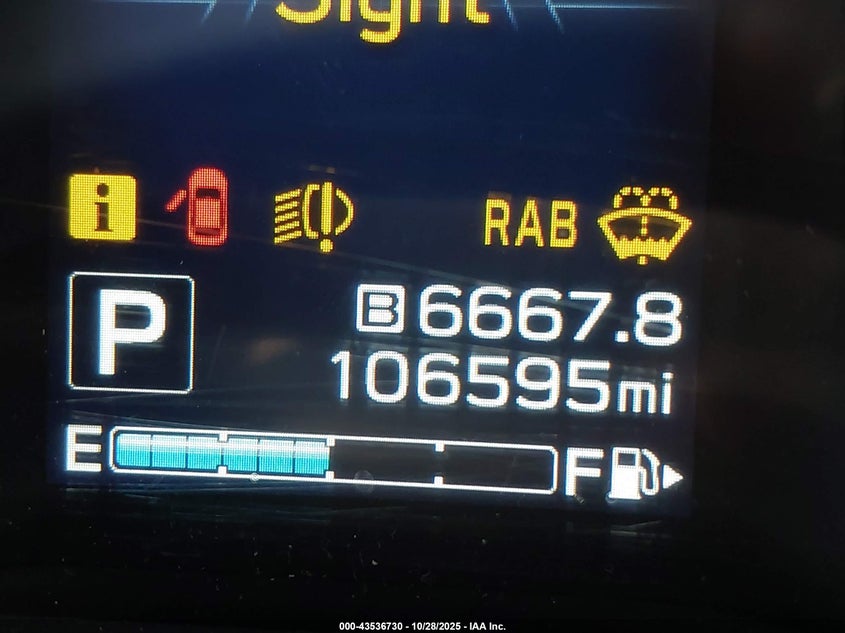 Sight
i
RAB
P
B 6667.8
106595mi
E F
000-43536730 - 10/28/2025 - IAA Inc.